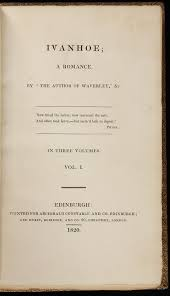 IVANHOE;
A ROMANCE.
BY "THE AUTHOR OF WAVERLEY," &c.
Now fitted the halter, now traversed the cart,
And often took leave,—but seem'd loth to depart!
PRIOR.
IN THREE VOLUMES.
VOL. I.
EDINBURGH:
PRINTED FOR ARCHIBALD CONSTABLE AND CO. EDINBURGH;
AND HURST, ROBINSON, AND CO. 90, CHEAPSIDE, LONDON.
1820.